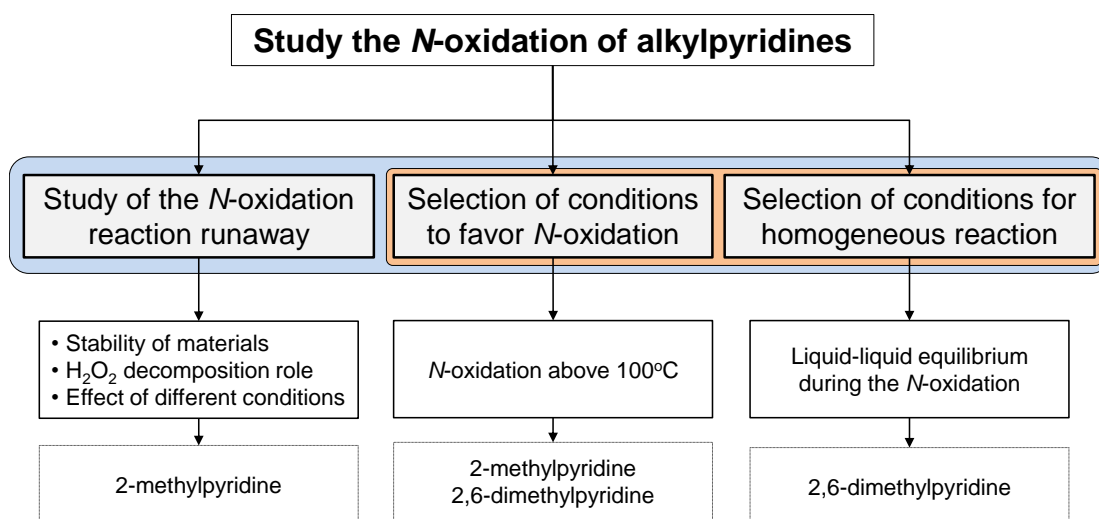 Study the N-oxidation of alkylpyridines
Study of the N-oxidation
reaction runaway
Selection of conditions
to favor N-oxidation
Selection of conditions for
homogeneous reaction
• Stability of materials
• H₂O₂ decomposition role
• Effect of different conditions
N-oxidation above 100°C
Liquid-liquid equilibrium
during the N-oxidation
2-methylpyridine
2-methylpyridine
2,6-dimethylpyridine
2,6-dimethylpyridine